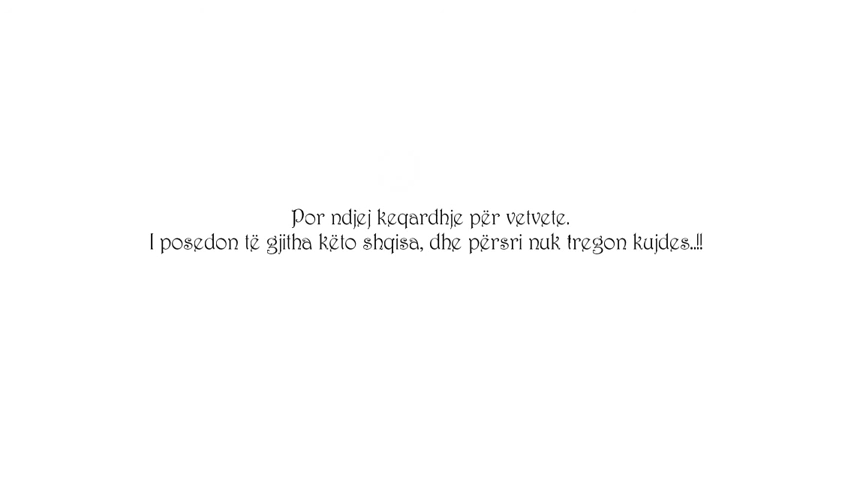 Por ndjej keqardhje për vetvete.
I posedon të gjitha këto shqisa, dhe përsri nuk tregon kujdes..!!